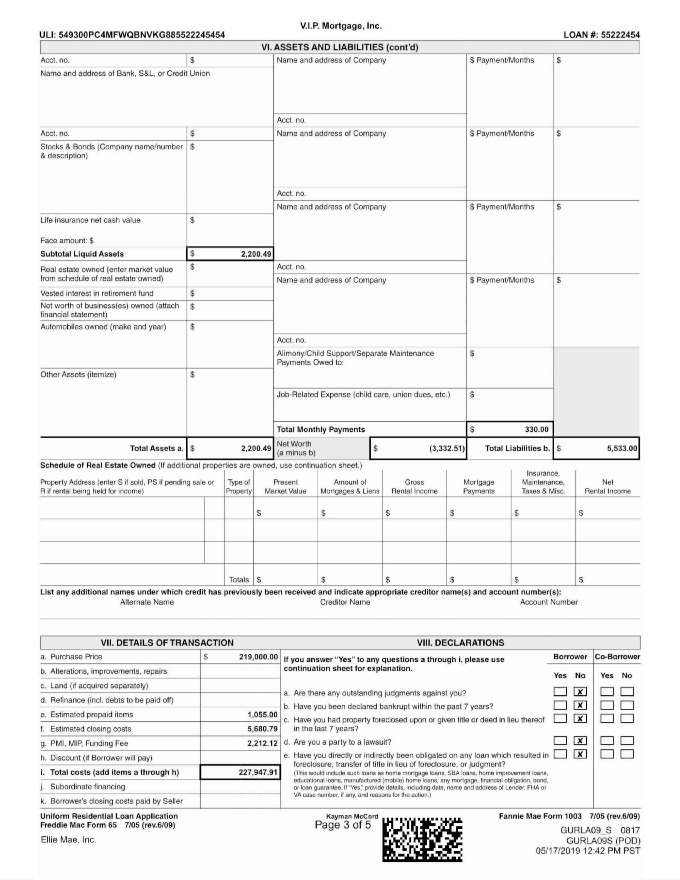 V.I.P. Mortgage, Inc.
ULI: 549300PC4MFWQBNVKG885522245454 LOAN #: 55222454
VI. ASSETS AND LIABILITIES (cont'd)
Acct. no. $ Name and address of Company $ Payment/Months $
Name and address of Bank, S&L, or Credit Union
Acct. no.
Acct. no. $ Name and address of Company $ Payment/Months $
Stocks & Bonds (Company name/number $
& description)
Acct. no.
Name and address of Company $ Payment/Months $
Life insurance net cash value $
Face amount: $
Subtotal Liquid Assets $ 2,200.49
Real estate owned (enter market value $ Acct. no.
from schedule of real estate owned) Name and address of Company $ Payment/Months $
Vested interest in retirement fund $
Net worth of business(es) owned (attach $
financial statement)
Automobiles owned (make and year) $
Acct. no.
Alimony/Child Support/Separate Maintenance $
Payments Owed to:
Other Assets (itemize) $
Job-Related Expense (child care, union dues, etc.) $
Total Monthly Payments $ 330.00
Total Assets a. $ 2,200.49 Net Worth $ (3,332.51) Total Liabilities b. $ 5,533.00
(a minus b)
Schedule of Real Estate Owned (If additional properties are owned, use continuation sheet.)
Insurance,
Property Address (enter S if sold, PS if pending sale or Type of Present Amount of Gross Mortgage Maintenance, Net
R if rental being held for income) Property Market Value Mortgages & Liens Rental Income Payments Taxes & Misc. Rental Income
$ $ $ $ $ $
Totals $ $ $ $ $ $
List any additional names under which credit has previously been received and indicate appropriate creditor name(s) and account number(s):
Alternate Name Creditor Name Account Number
VII. DETAILS OF TRANSACTION VIII. DECLARATIONS
a. Purchase Price $ 219,000.00
b. Alterations, improvements, repairs
c. Land (if acquired separately)
d. Refinance (incl. debts to be paid off)
e. Estimated prepaid items 1,055.00
f. Estimated closing costs 5,680.79
g. PMI, MIP, Funding Fee 2,212.12
h. Discount (if Borrower will pay)
i. Total costs (add items a through h) 227,947.91
j. Subordinate financing
k. Borrower's closing costs paid by Seller
If you answer "Yes" to any questions a through i, please use Borrower Co-Borrower
continuation sheet for explanation.
Yes No Yes No
a. Are there any outstanding judgments against you? X
b. Have you been declared bankrupt within the past 7 years? X
c. Have you had property foreclosed upon or given title or deed in lieu thereof X
in the last 7 years?
d. Are you a party to a lawsuit? X
e. Have you directly or indirectly been obligated on any loan which resulted in X
foreclosure, transfer of title in lieu of foreclosure, or judgment?
(This would include such loans as home mortgage loans, SBA loans, home improvement loans,
educational loans, manufactured (mobile) home loans, any mortgage, financial obligation, bond,
or loan guarantee. If "Yes," provide details, including date, name and address of Lender, FHA or
VA case number, if any, and reasons for the action.)
Uniform Residential Loan Application Kayman McCord Fannie Mae Form 1003 7/05 (rev.6/09)
Freddie Mac Form 65 7/05 (rev.6/09) Page 3 of 5
Ellie Mae, Inc. GURLA09_S 0817
GURLA09S (POD)
05/17/2019 12:42 PM PST